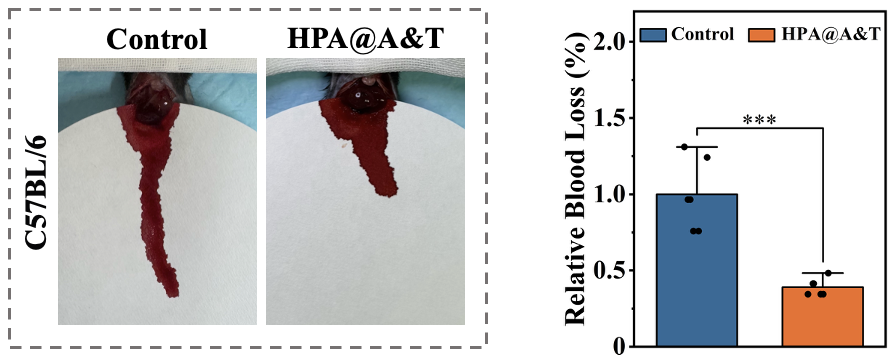 Control
HPA@A&T
C57BL/6
Relative Blood Loss (%)
2.0
1.5
1.0
0.5
0
Control
HPA@A&T
***